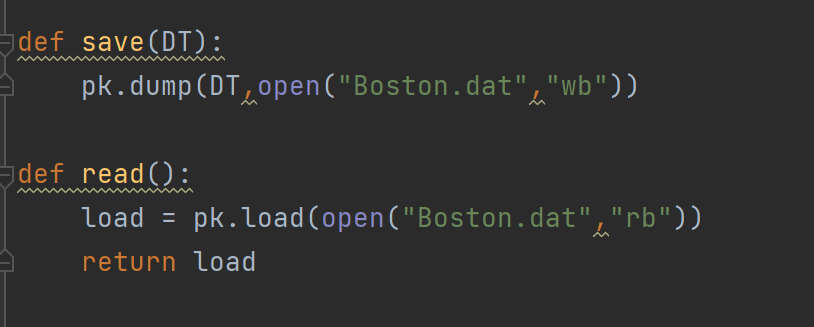 def save(DT):
    pk.dump(DT,open("Boston.dat","wb"))
def read():
    load = pk.load(open("Boston.dat","rb"))
    return load